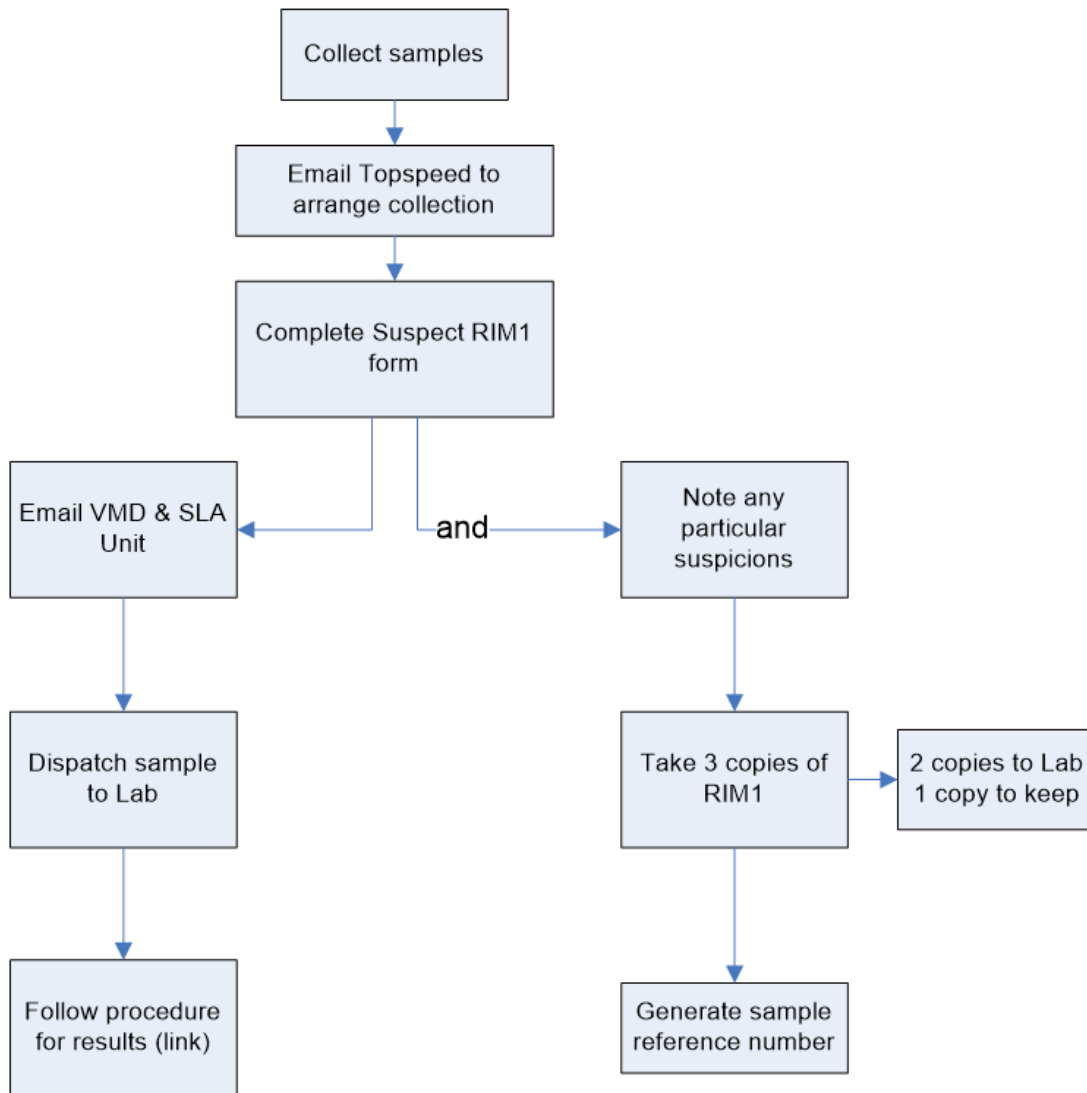 Collect samples
Email Topspeed to
arrange collection
Complete Suspect RIM1
form
Email VMD & SLA
Unit
and
Note any
particular
suspicions
Dispatch sample
to Lab
Take 3 copies of
RIM1
2 copies to Lab
1 copy to keep
Follow procedure
for results (link)
Generate sample
reference number